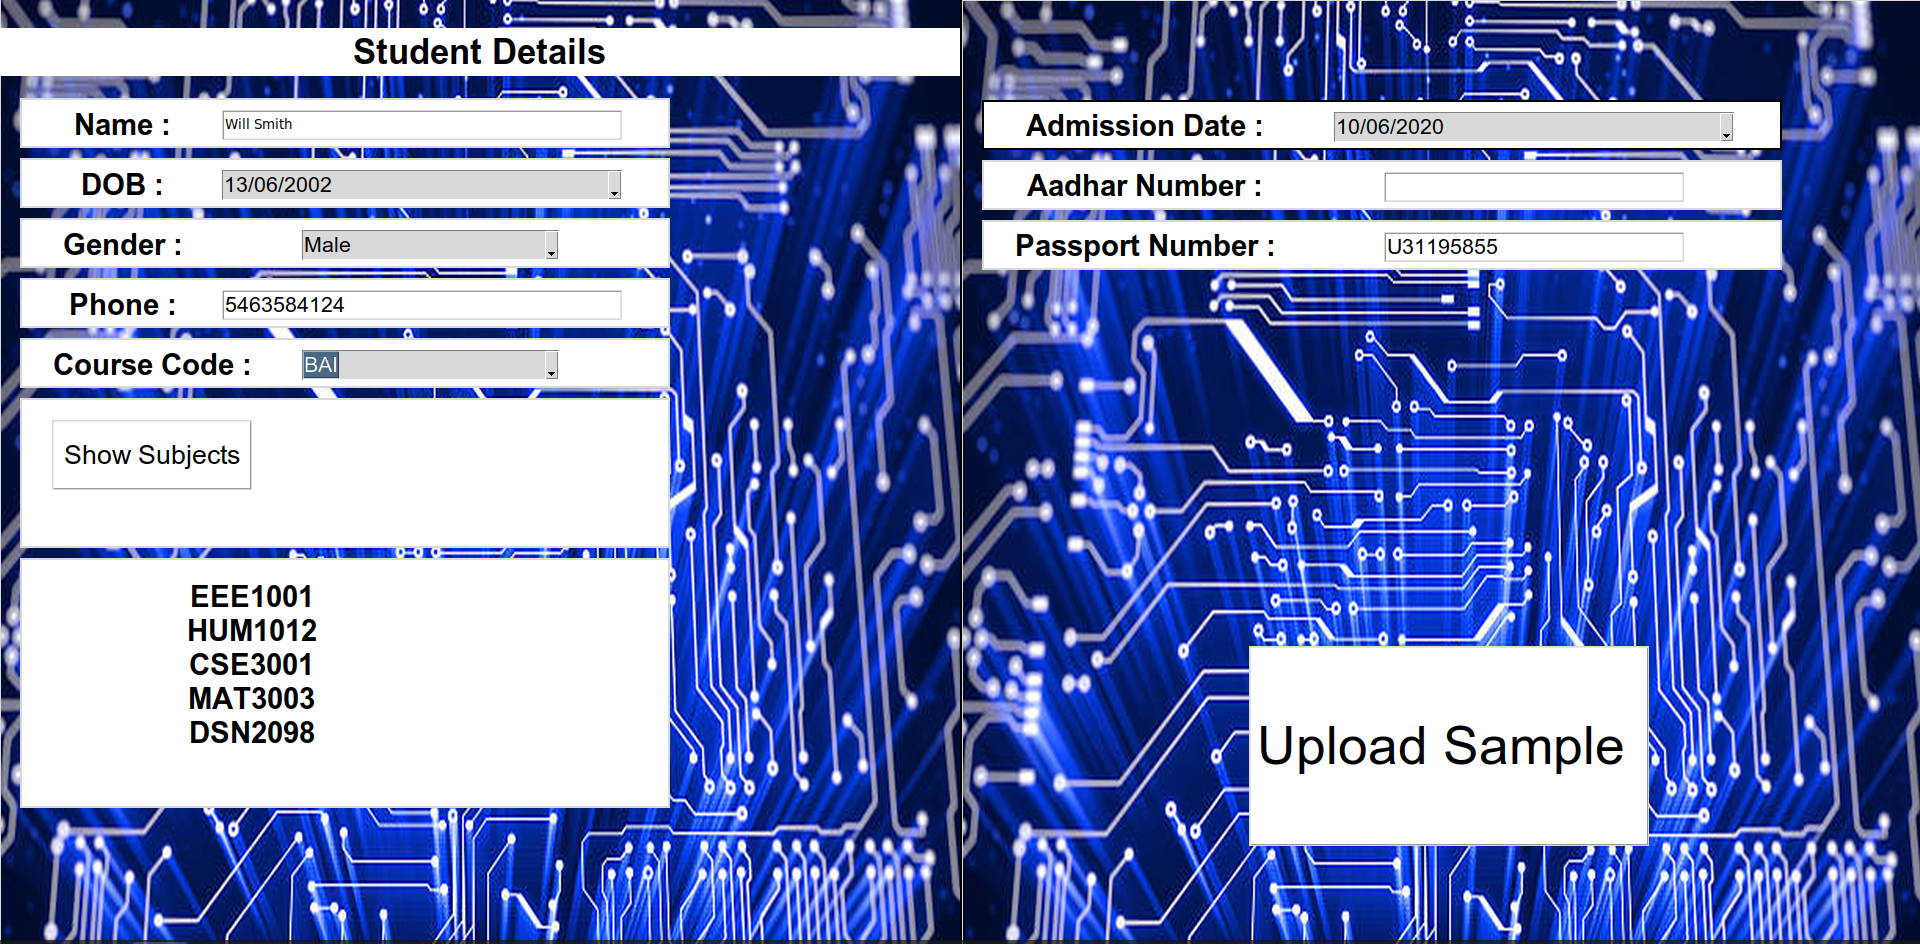 Student Details
Name : Will Smith
DOB : 13/06/2002
Gender : Male
Phone : 5463584124
Course Code : BAI
Show Subjects
EEE1001
HUM1012
CSE3001
MAT3003
DSN2098
Admission Date : 10/06/2020
Aadhar Number :
Passport Number : U31195855
Upload Sample